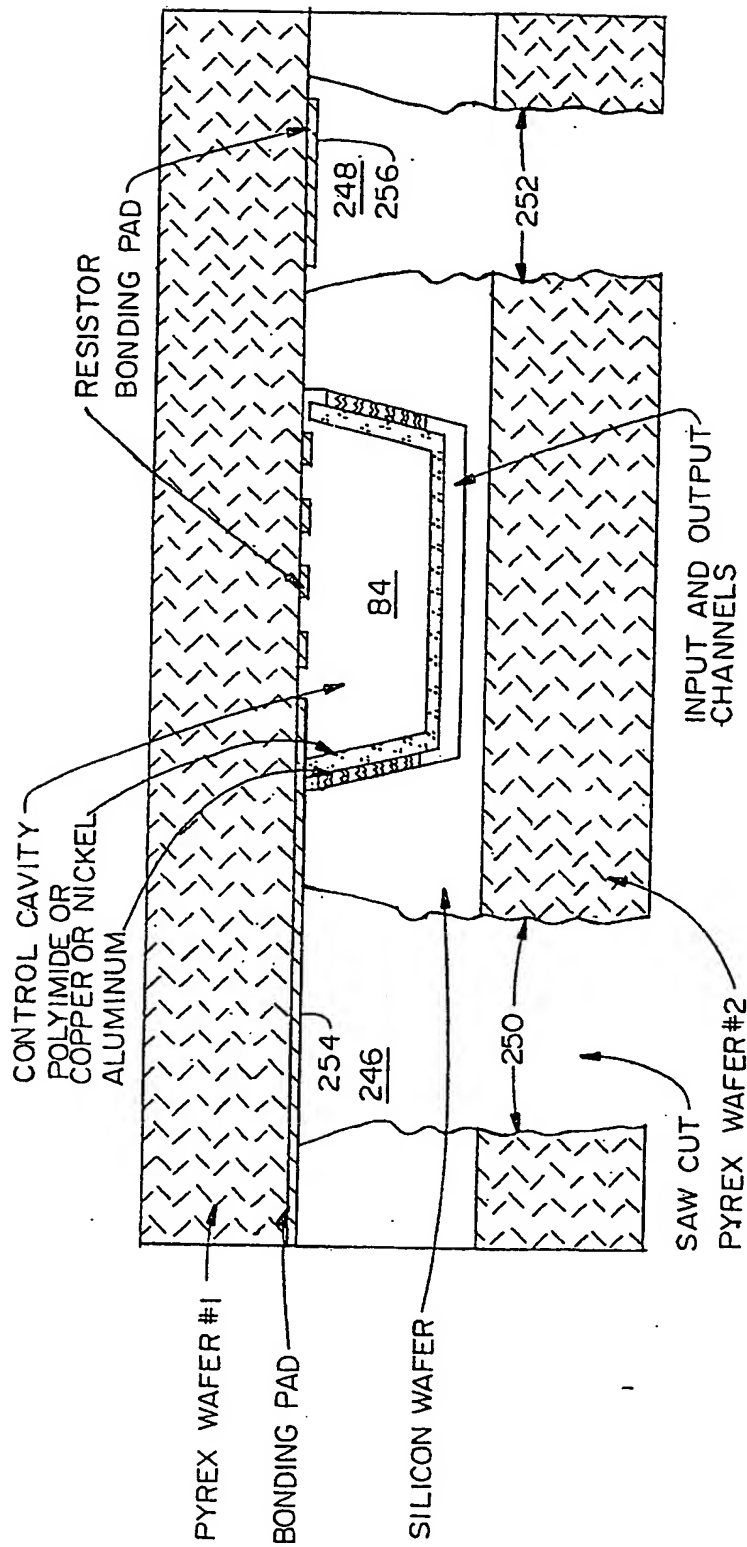 CONTROL CAVITY
POLYIMIDE OR
COPPER OR NICKEL
ALUMINUM
RESISTOR
BONDING PAD
PYREX WAFER #1
BONDING PAD
254
246
84
248
256
SILICON WAFER
250
252
SAW CUT
PYREX WAFER #2
INPUT AND OUTPUT
CHANNELS